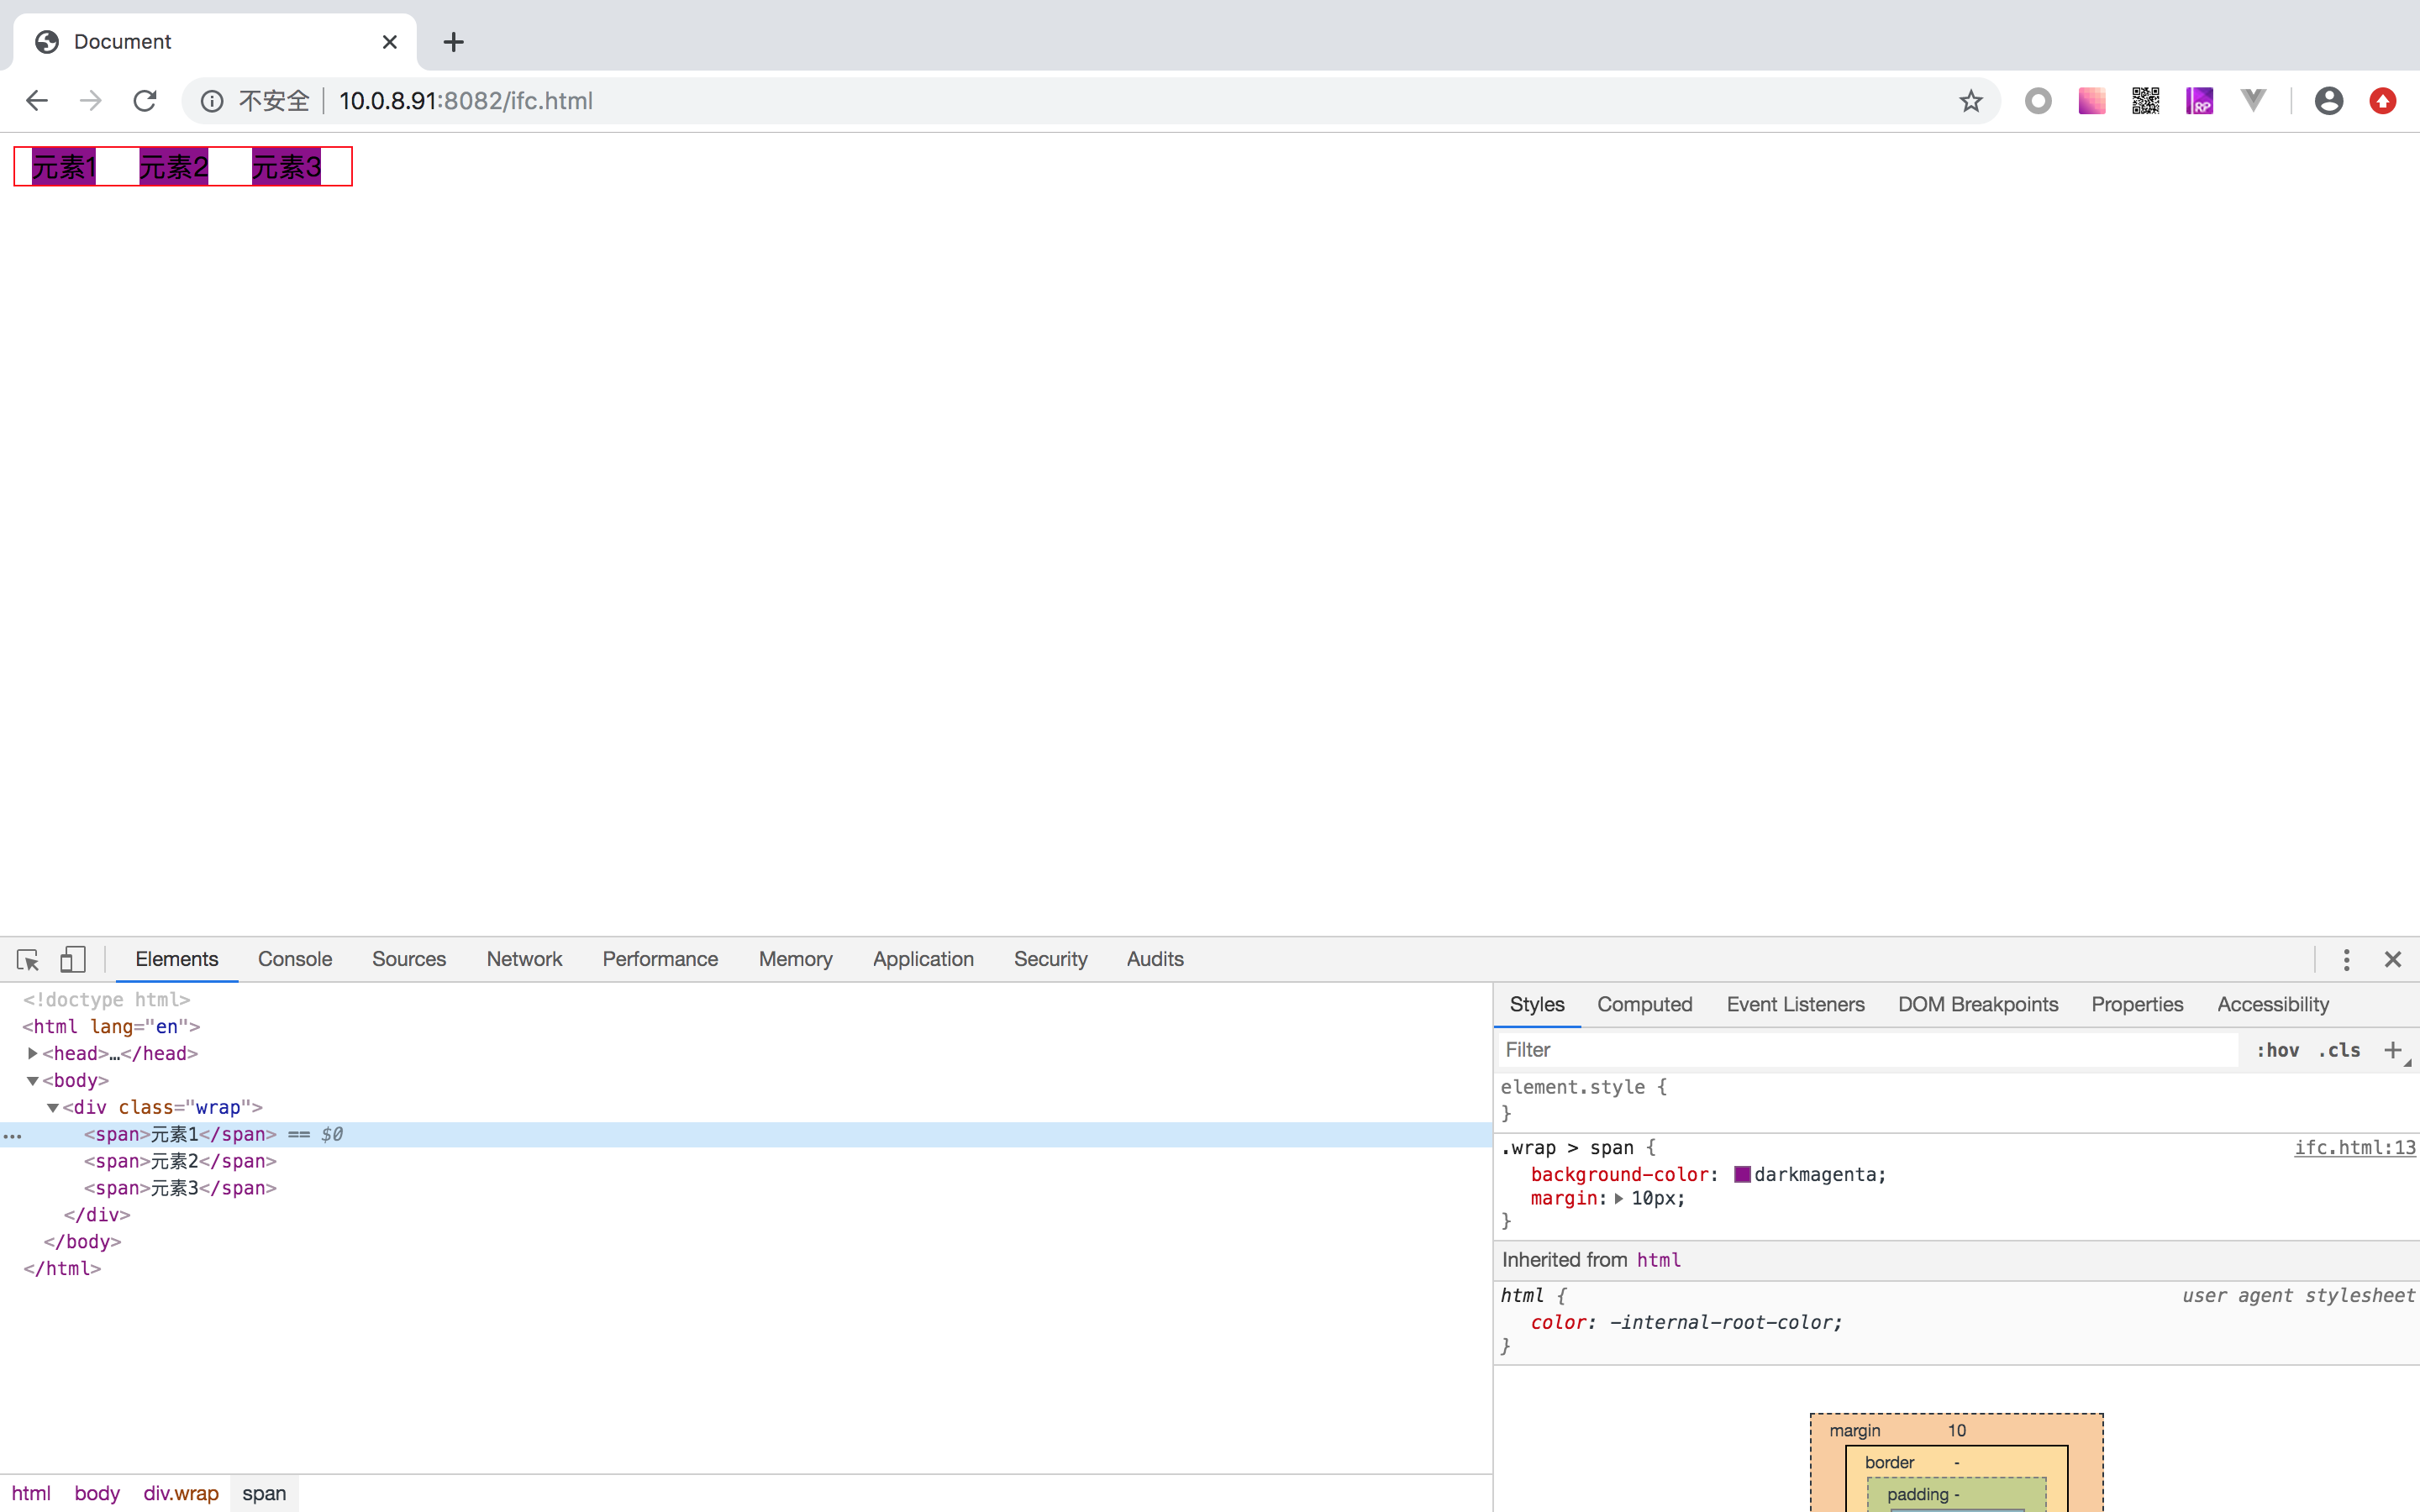 Document
不安全 10.0.8.91:8082/ifc.html
RP
元素1 元素2 元素3
Elements Console Sources Network Performance Memory Application Security Audits
<!doctype html>
<html lang="en">
<head>…</head>
<body>
<div class="wrap">
<span>元素1</span> == $0
<span>元素2</span>
<span>元素3</span>
</div>
</body>
</html>
html body div.wrap span
Styles Computed Event Listeners DOM Breakpoints Properties Accessibility
Filter :hov .cls
element.style {
}
.wrap > span { ifc.html:13
background-color: darkmagenta;
margin: 10px;
}
Inherited from html
html { user agent stylesheet
color: -internal-root-color;
}
margin 10
border -
padding -